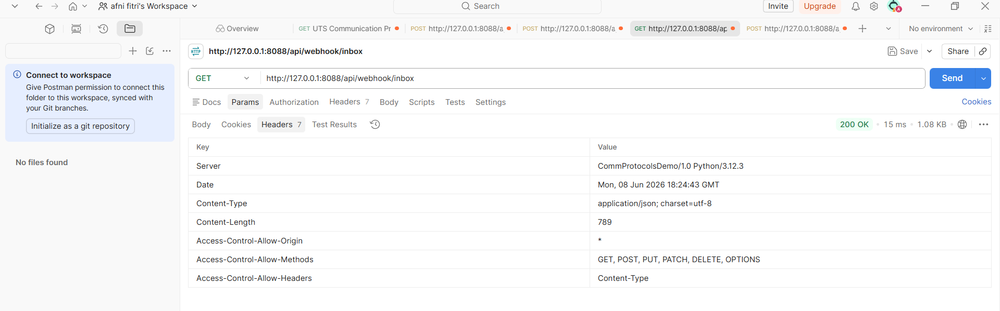 afni fitri's Workspace
Search
Invite
Upgrade
Overview
GET UTS Communication Pr
POST http://127.0.0.1:8088/a
POST http://127.0.0.1:8088/a
GET http://127.0.0.1:8088/ap
POST http://127.0.0.1:8088/a
No environment
Connect to workspace
Give Postman permission to connect this
folder to this workspace, synced with
your Git branches.
Initialize as a git repository
No files found
HTTP http://127.0.0.1:8088/api/webhook/inbox
Save
Share
GET http://127.0.0.1:8088/api/webhook/inbox
Send
Docs Params Authorization Headers 7 Body Scripts Tests Settings
Cookies
Body Cookies Headers 7 Test Results
200 OK • 15 ms • 1.08 KB •
Key Value
Server CommProtocolsDemo/1.0 Python/3.12.3
Date Mon, 08 Jun 2026 18:24:43 GMT
Content-Type application/json; charset=utf-8
Content-Length 789
Access-Control-Allow-Origin *
Access-Control-Allow-Methods GET, POST, PUT, PATCH, DELETE, OPTIONS
Access-Control-Allow-Headers Content-Type